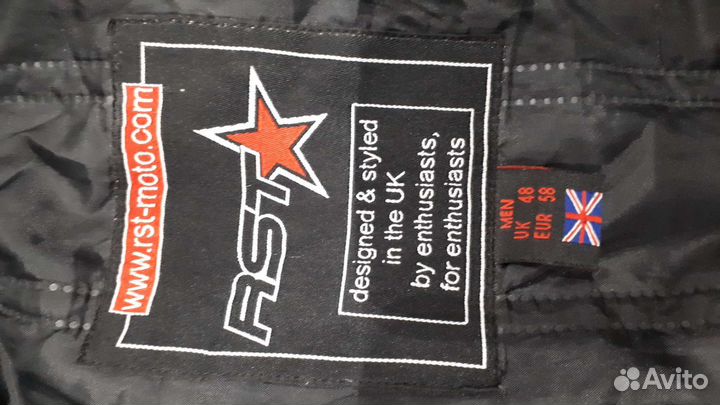 www.rst-moto.com
RST
designed & styled
in the UK
by enthusiasts,
for enthusiasts
MEN
UK 48
EUR 58
Avito